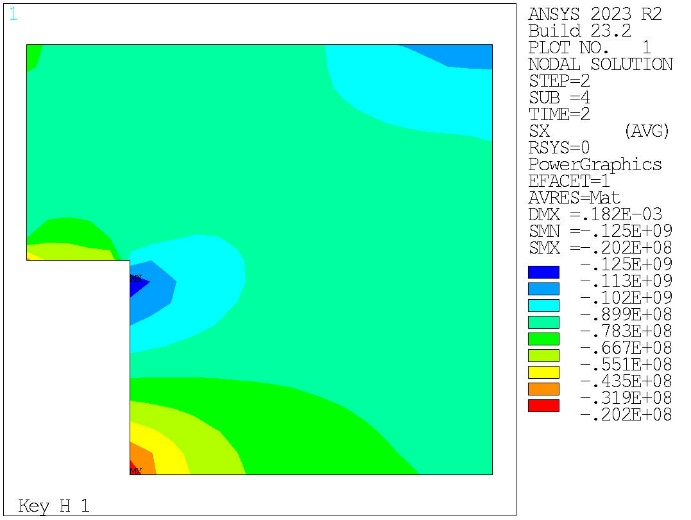 1
ANSYS 2023 R2
Build 23.2
PLOT NO.   1
NODAL SOLUTION
STEP=2
SUB =4
TIME=2
SX       (AVG)
RSYS=0
PowerGraphics
EFACET=1
AVRES=Mat
DMX =.182E-03
SMN =-.125E+09
SMX =-.202E+08
-.125E+09
-.113E+09
-.102E+09
-.899E+08
-.783E+08
-.667E+08
-.551E+08
-.435E+08
-.319E+08
-.202E+08
MX
Key H 1